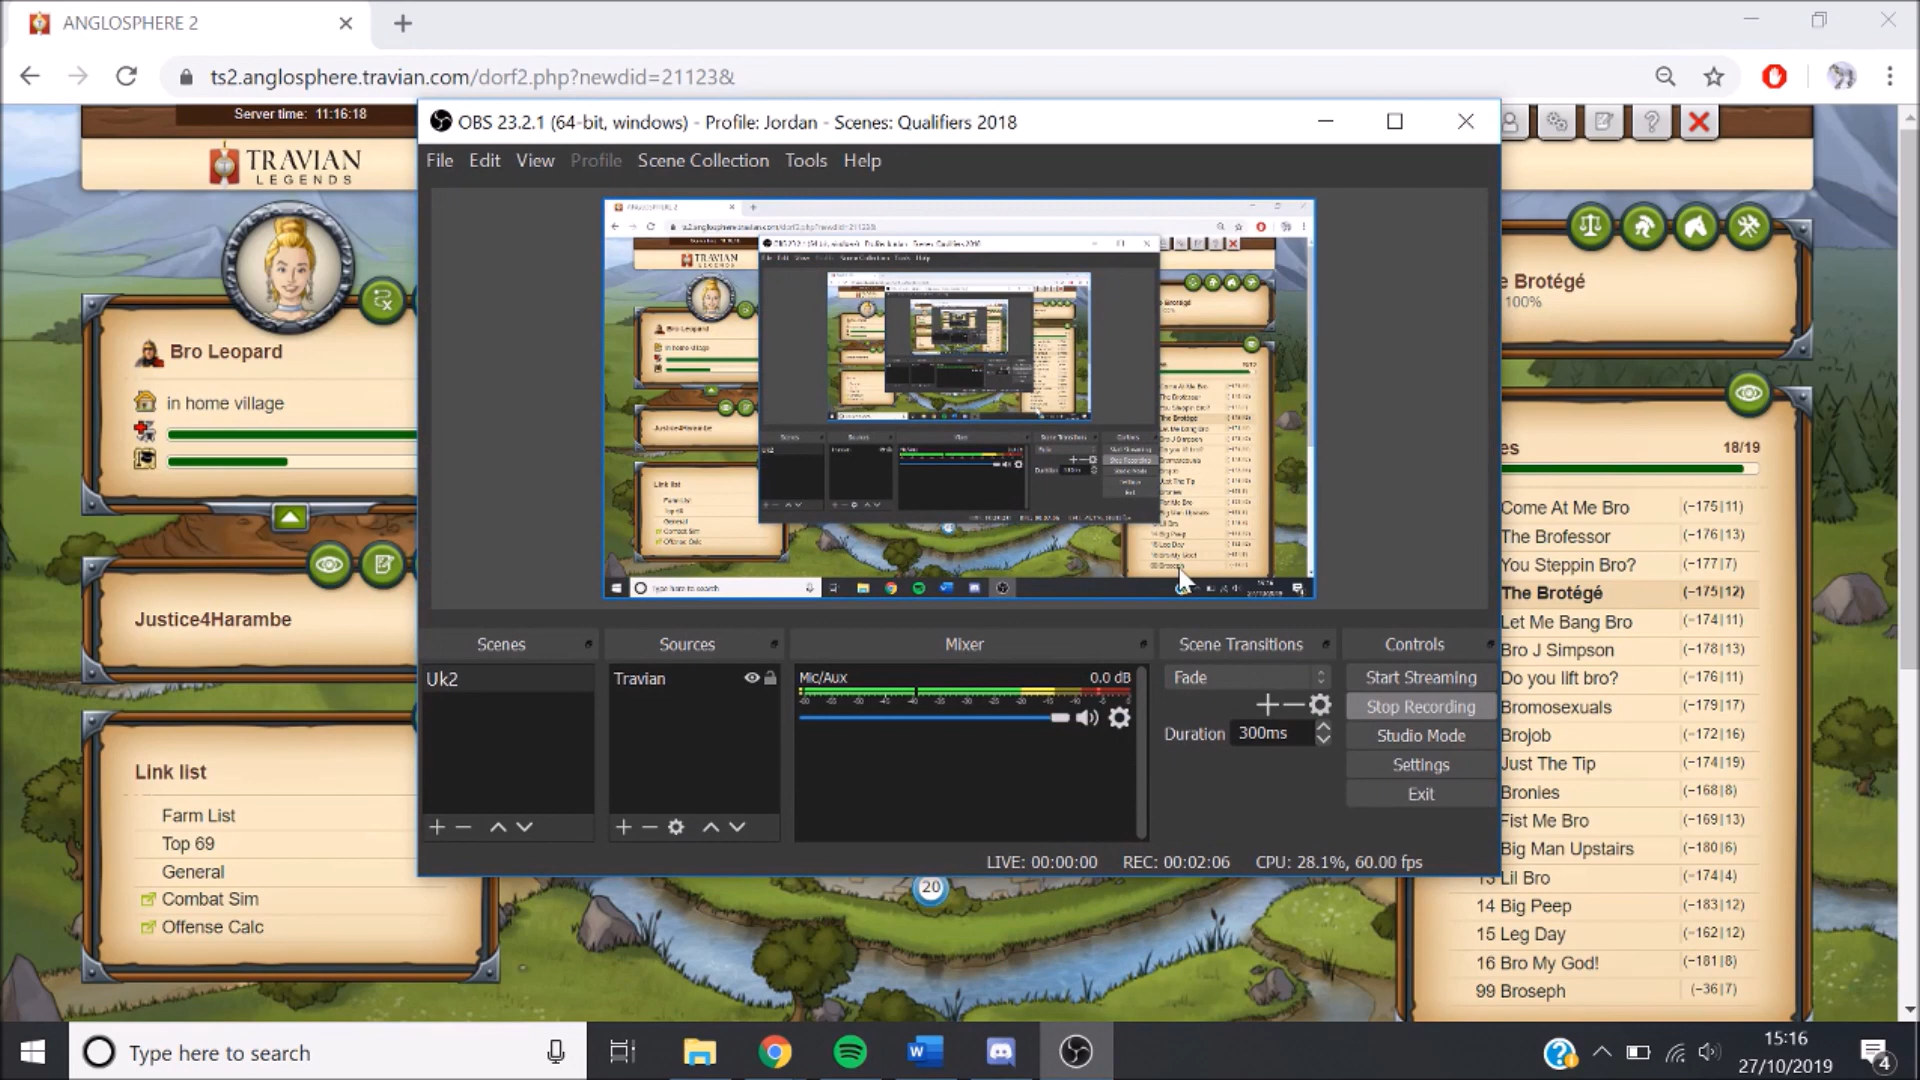 ANGLOSPHERE 2
ts2.anglosphere.travian.com/dorf2.php?newdid=21123&
Server time: 11:16:18
TRAVIAN
LEGENDS
Bro Leopard
in home village
Justice4Harambe
Link list
Farm List
Top 69
General
Combat Sim
Offense Calc
OBS 23.2.1 (64-bit, windows) - Profile: Jordan - Scenes: Qualifiers 2018
File Edit View Profile Scene Collection Tools Help
Scenes
Uk2
Sources
Travian
Mixer
Mic/Aux 0.0 dB
Scene Transitions
Fade
Duration 300ms
Controls
Start Streaming
Stop Recording
Studio Mode
Settings
Exit
LIVE: 00:00:00 REC: 00:02:06 CPU: 28.1%, 60.00 fps
20
e Brotégé
100%
es 18/19
Come At Me Bro (−175|11)
The Brofessor (−176|13)
You Steppin Bro? (−177|7)
The Brotégé (−175|12)
Let Me Bang Bro (−174|11)
Bro J Simpson (−178|13)
Do you lift bro? (−176|11)
Bromosexuals (−179|17)
Brojob (−172|16)
Just The Tip (−174|19)
Bronies (−168|8)
Fist Me Bro (−169|13)
Big Man Upstairs (−180|6)
13 Lil Bro (−174|4)
14 Big Peep (−183|12)
15 Leg Day (−162|12)
16 Bro My God! (−181|8)
99 Broseph (−36|7)
Type here to search
15:16
27/10/2019
4